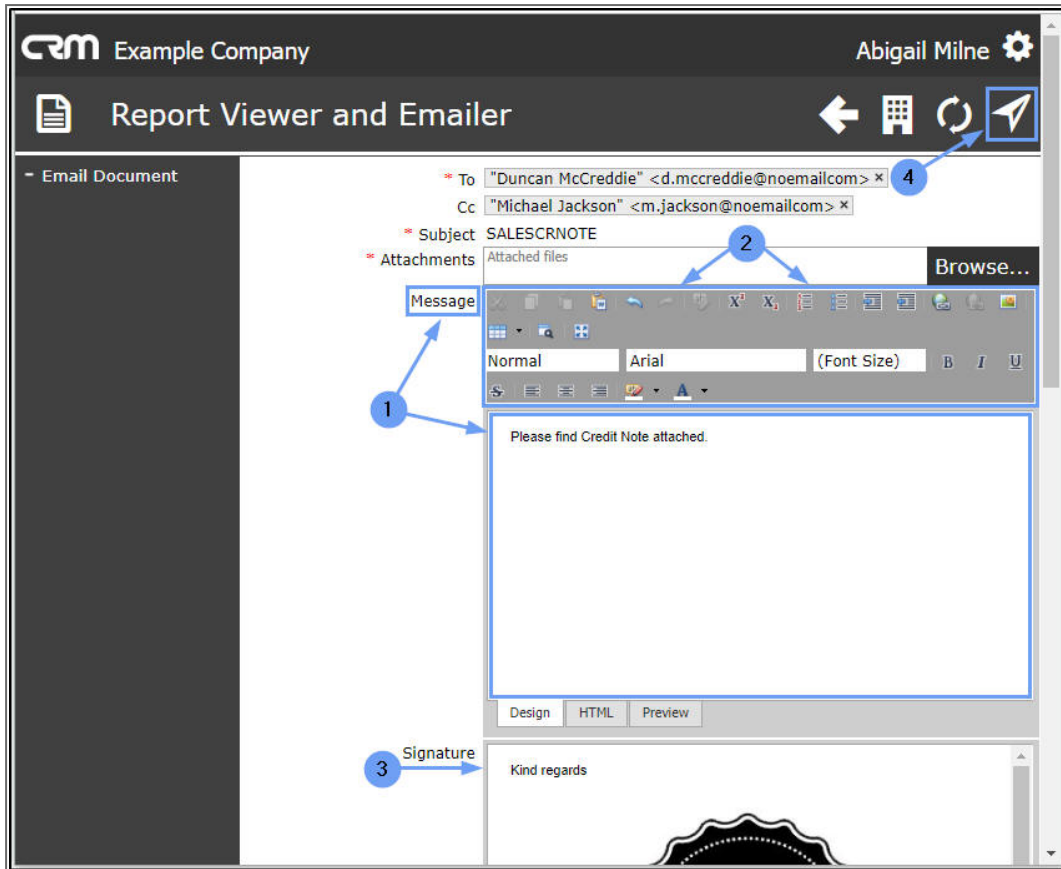 CRM Example Company
Abigail Milne
Report Viewer and Emailer
- Email Document
4
* To "Duncan McCreddie" <d.mccreddie@noemailcom> ×
Cc "Michael Jackson" <m.jackson@noemailcom> ×
* Subject SALESCRNOTE
2
* Attachments Attached files Browse...
Message X² X₁
Normal Arial (Font Size) B I U
S A
1
Please find Credit Note attached.
Design HTML Preview
Signature
3
Kind regards